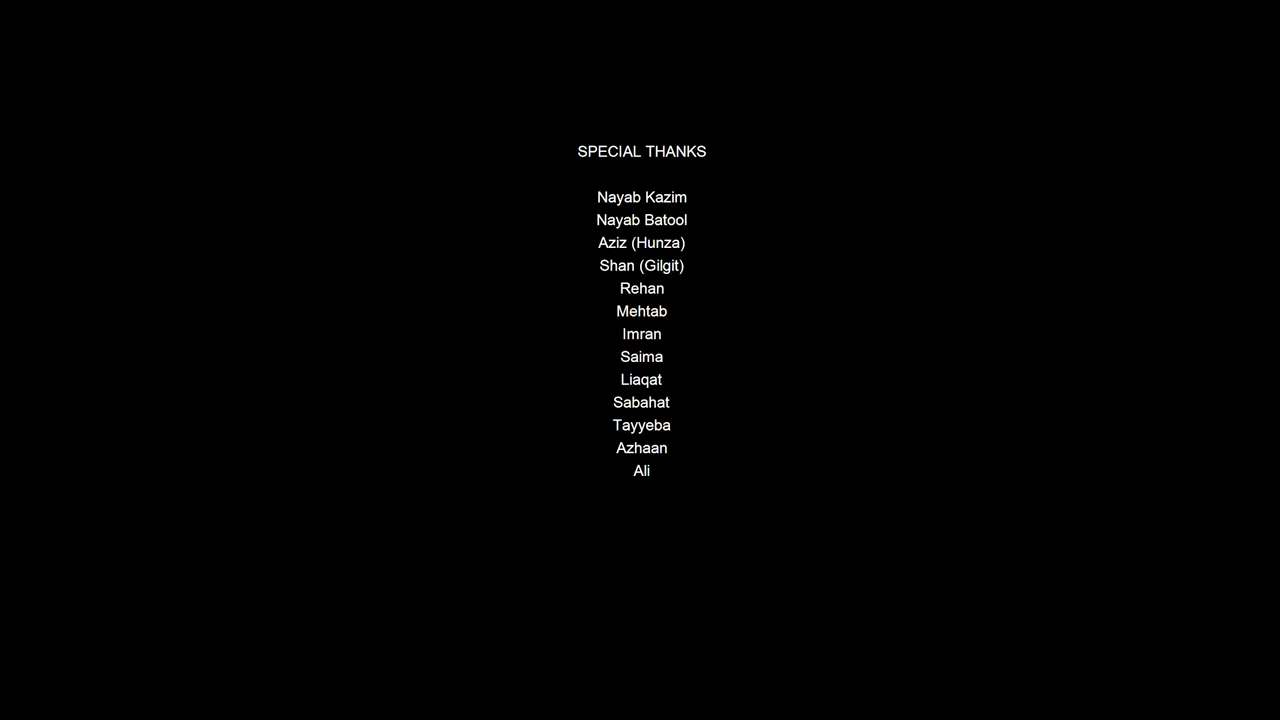 SPECIAL THANKS
Nayab Kazim
Nayab Batool
Aziz (Hunza)
Shan (Gilgit)
Rehan
Mehtab
Imran
Saima
Liaqat
Sabahat
Tayyeba
Azhaan
Ali